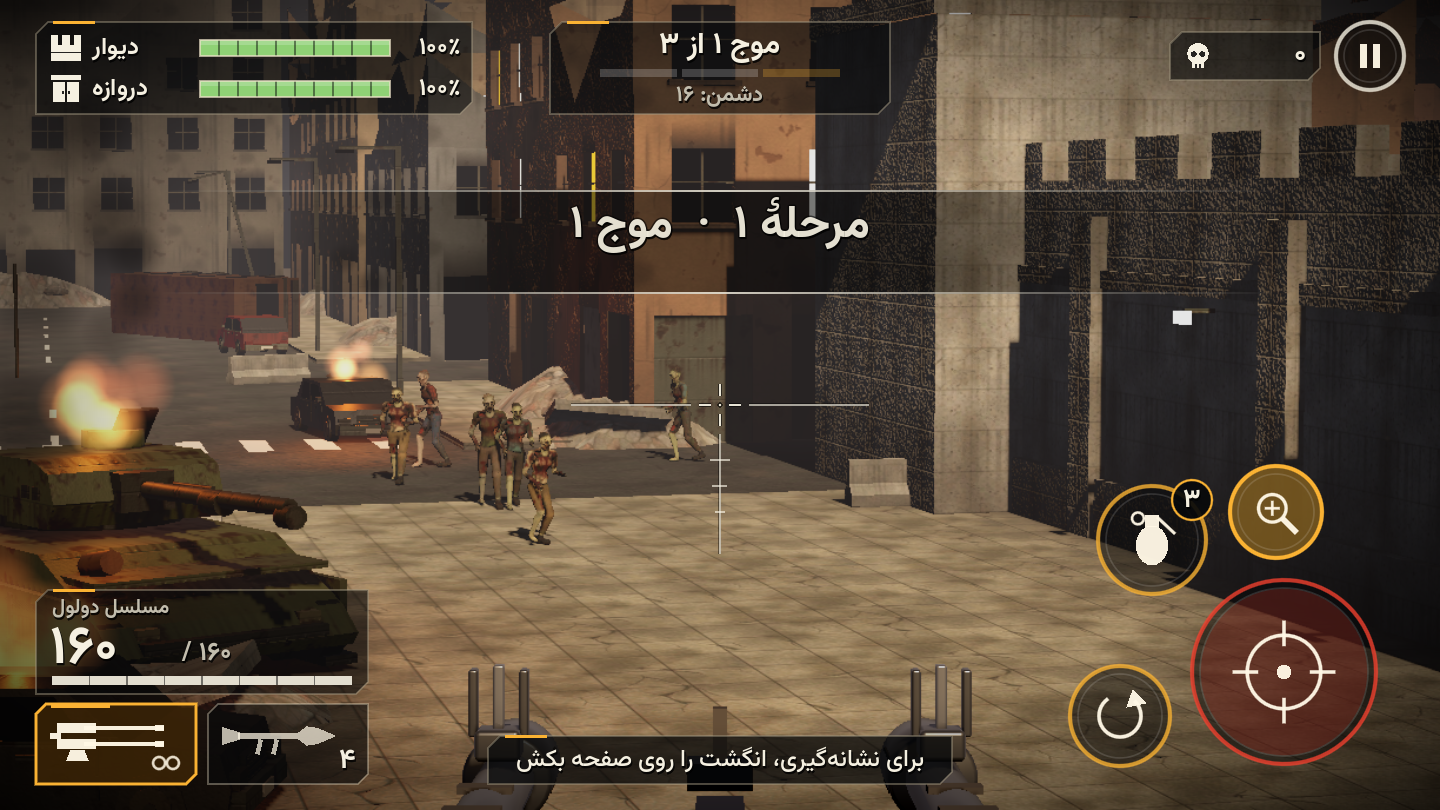 دیوار ۱۰۰٪
دروازه ۱۰۰٪
موج ۱ از ۳
دشمن: ۱۶
۰
مرحلهٔ ۱ · موج ۱
۳
مسلسل دولول
۱۶۰ / ۱۶۰
∞
۴
برای نشانه‌گیری، انگشت را روی صفحه بکش